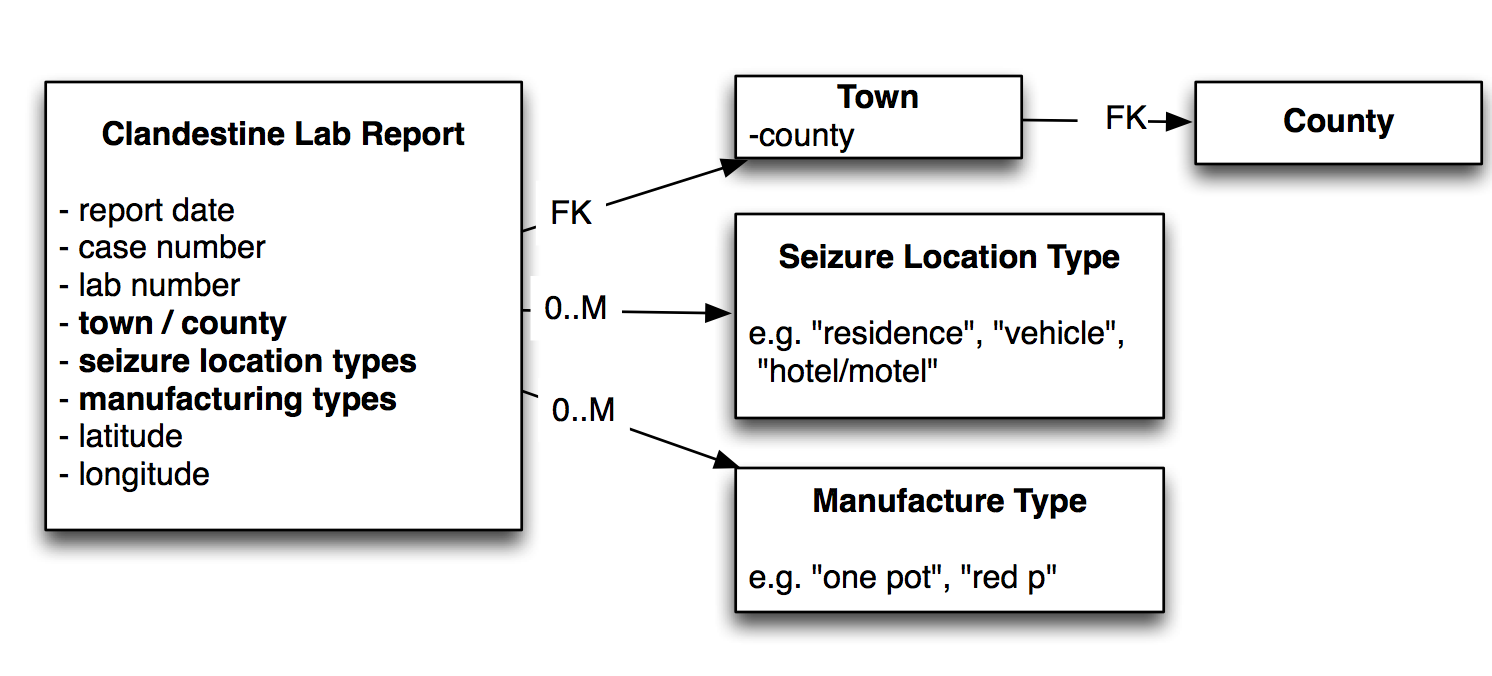 Clandestine Lab Report
- report date
- case number
- lab number
- town / county
- seizure location types
- manufacturing types
- latitude
- longitude
FK
0..M
0..M
Town
-county
FK
County
Seizure Location Type
e.g. "residence", "vehicle",
"hotel/motel"
Manufacture Type
e.g. "one pot", "red p"